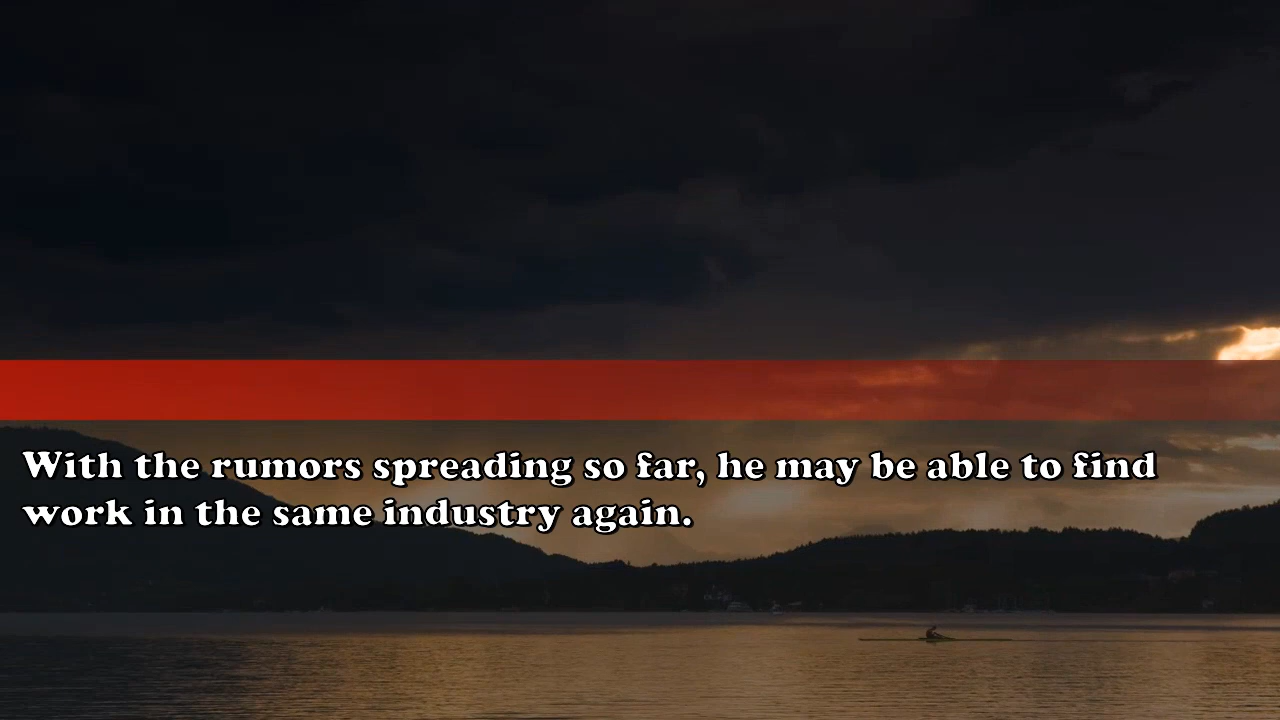 With the rumors spreading so far, he may be able to find
work in the same industry again.